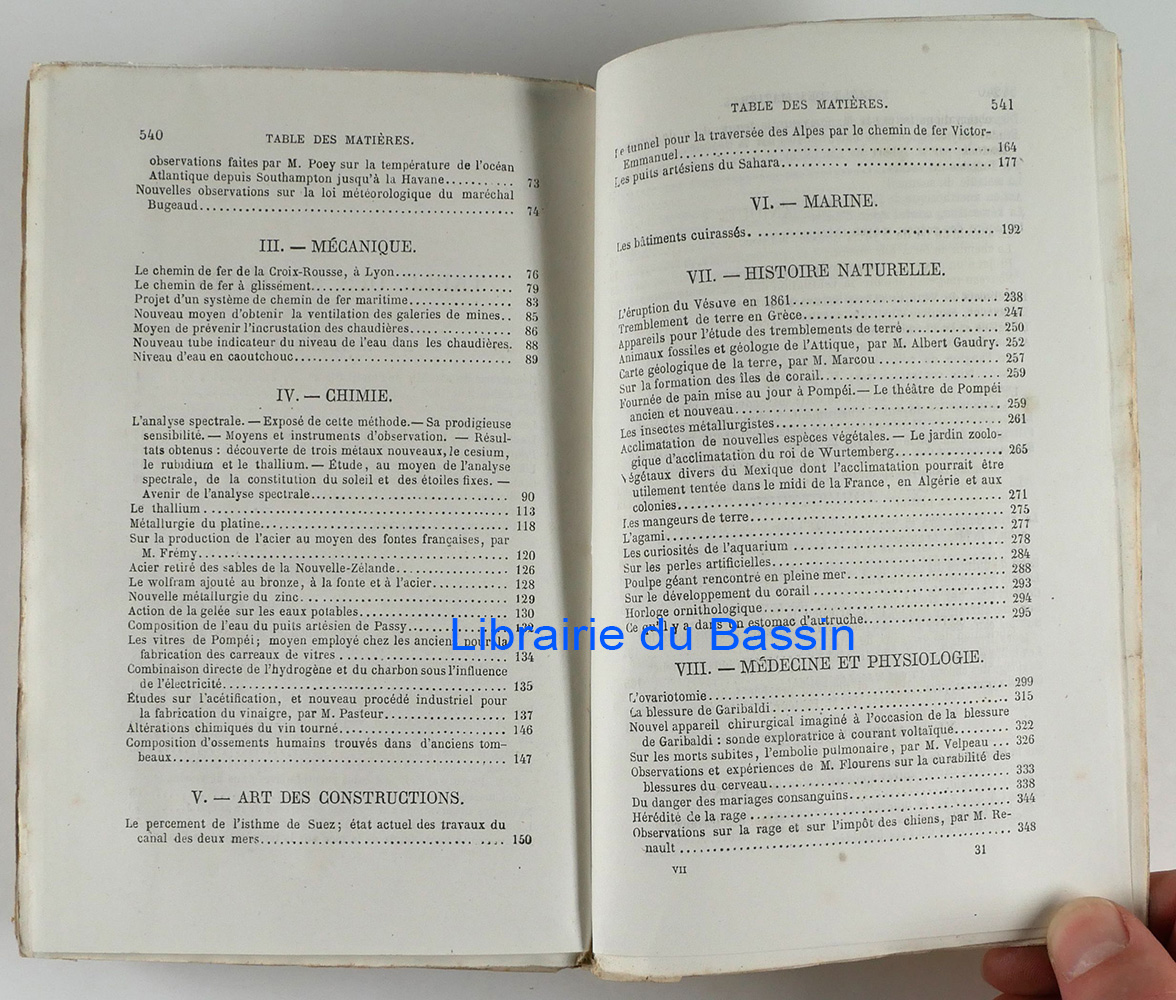 540
TABLE DES MATIÈRES.
observations faites par M. Poey sur la température de l'océan
Atlantique depuis Southampton jusqu'à la Havane.......... 73
Nouvelles observations sur la loi météorologique du maréchal
Bugeaud................................................ 74
III. — MÉCANIQUE.
Le chemin de fer de la Croix-Rousse, à Lyon.................. 76
Le chemin de fer à glissément............................... 79
Projet d'un système de chemin de fer maritime............... 83
Nouveau moyen d'obtenir la ventilation des galeries de mines.. 85
Moyen de prévenir l'incrustation des chaudières............... 86
Nouveau tube indicateur du niveau de l'eau dans les chaudières. 88
Niveau d'eau en caoutchouc.................................. 89
IV. — CHIMIE.
L'analyse spectrale. — Exposé de cette méthode. — Sa prodigieuse
sensibilité. — Moyens et instruments d'observation. — Résul-
tats obtenus : découverte de trois métaux nouveaux, le cesium,
le rubidium et le thallium. — Étude, au moyen de l'analyse
spectrale, de la constitution du soleil et des étoiles fixes. —
Avenir de l'analyse spectrale.............................. 90
Le thallium................................................ 113
Métallurgie du platine...................................... 118
Sur la production de l'acier au moyen des fontes françaises, par
M. Frémy............................................... 120
Acier retiré des sables de la Nouvelle-Zélande................ 126
Le wolfram ajouté au bronze, à la fonte et à l'acier............ 128
Nouvelle métallurgie du zinc................................ 129
Action de la gelée sur les eaux potables...................... 130
Composition de l'eau du puits artésien de Passy............... 132
Les vitres de Pompéi; moyen employé chez les anciens pour la
fabrication des carreaux de vitres......................... 134
Combinaison directe de l'hydrogène et du charbon sous l'influence
de l'électricité........................................... 135
Études sur l'acétification, et nouveau procédé industriel pour
la fabrication du vinaigre, par M. Pasteur.................. 137
Altérations chimiques du vin tourné......................... 146
Composition d'ossements humains trouvés dans d'anciens tom-
beaux.................................................. 147
V. — ART DES CONSTRUCTIONS.
Le percement de l'isthme de Suez; état actuel des travaux du
canal des deux mers..................................... 150
TABLE DES MATIÈRES.
541
Le tunnel pour la traversée des Alpes par le chemin de fer Victor-
Emmanuel.............................................. 164
Les puits artésiens du Sahara............................... 177
VI. — MARINE.
Les bâtiments cuirassés..................................... 192
VII. — HISTOIRE NATURELLE.
L'éruption du Vésuve en 1861............................... 238
Tremblement de terre en Grèce.............................. 247
Appareils pour l'étude des tremblements de terre.............. 250
Animaux fossiles et géologie de l'Attique, par M. Albert Gaudry. 252
Carte géologique de la terre, par M. Marcou.................. 257
Sur la formation des îles de corail........................... 259
Fournée de pain mise au jour à Pompéi. — Le théâtre de Pompéi
ancien et nouveau....................................... 259
Les insectes métallurgistes.................................. 261
Acclimatation de nouvelles espèces végétales. — Le jardin zoolo-
gique d'acclimatation du roi de Wurtemberg................ 265
Végétaux divers du Mexique dont l'acclimatation pourrait être
utilement tentée dans le midi de la France, en Algérie et aux
colonies................................................ 271
Les mangeurs de terre...................................... 275
L'agami................................................... 277
Les curiosités de l'aquarium................................ 278
Sur les perles artificielles.................................... 284
Poulpe géant rencontré en pleine mer........................ 288
Sur le développement du corail.............................. 293
Horloge ornithologique..................................... 294
Ce qu'il y a dans un estomac d'autruche...................... 295
VIII. — MÉDECINE ET PHYSIOLOGIE.
L'ovariotomie.............................................. 299
La blessure de Garibaldi.................................... 315
Nouvel appareil chirurgical imaginé à l'occasion de la blessure
de Garibaldi : sonde exploratrice à courant voltaïque......... 322
Sur les morts subites, l'embolie pulmonaire, par M. Velpeau ... 326
Observations et expériences de M. Flourens sur la curabilité des
blessures du cerveau..................................... 333
Du danger des mariages consanguins......................... 338
Hérédité de la rage......................................... 344
Observations sur la rage et sur l'impôt des chiens, par M. Re-
nault................................................... 348
VII
31
Librairie du Bassin